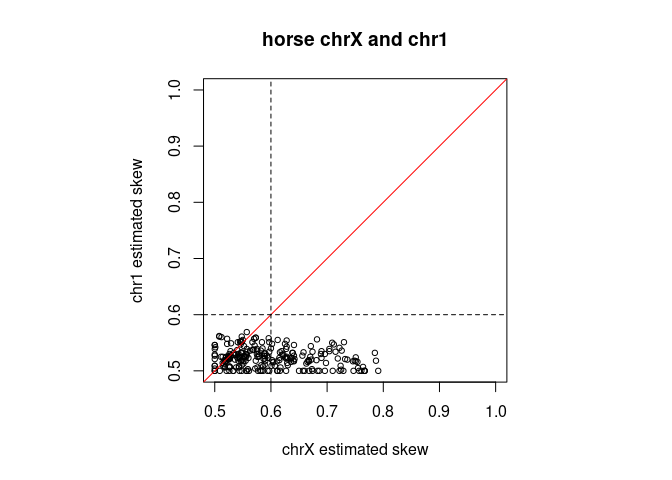 horse chrX and chr1
chr1 estimated skew
1.0
0.9
0.8
0.7
0.6
0.5
0.5 0.6 0.7 0.8 0.9 1.0
chrX estimated skew